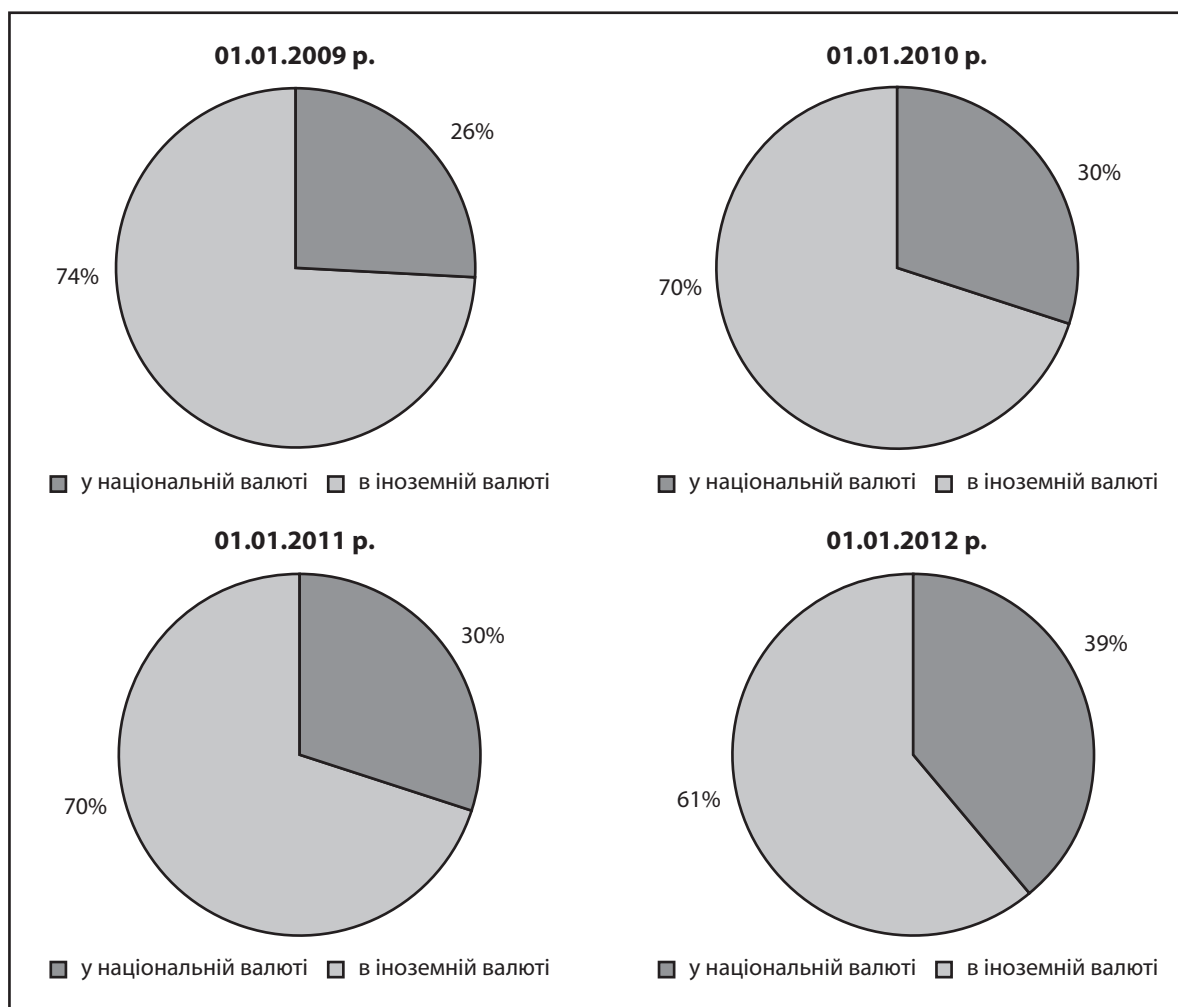 01.01.2009 р.
26%
74%
у національній валюті в іноземній валюті
01.01.2010 р.
30%
70%
у національній валюті в іноземній валюті
01.01.2011 р.
30%
70%
у національній валюті в іноземній валюті
01.01.2012 р.
39%
61%
у національній валюті в іноземній валюті